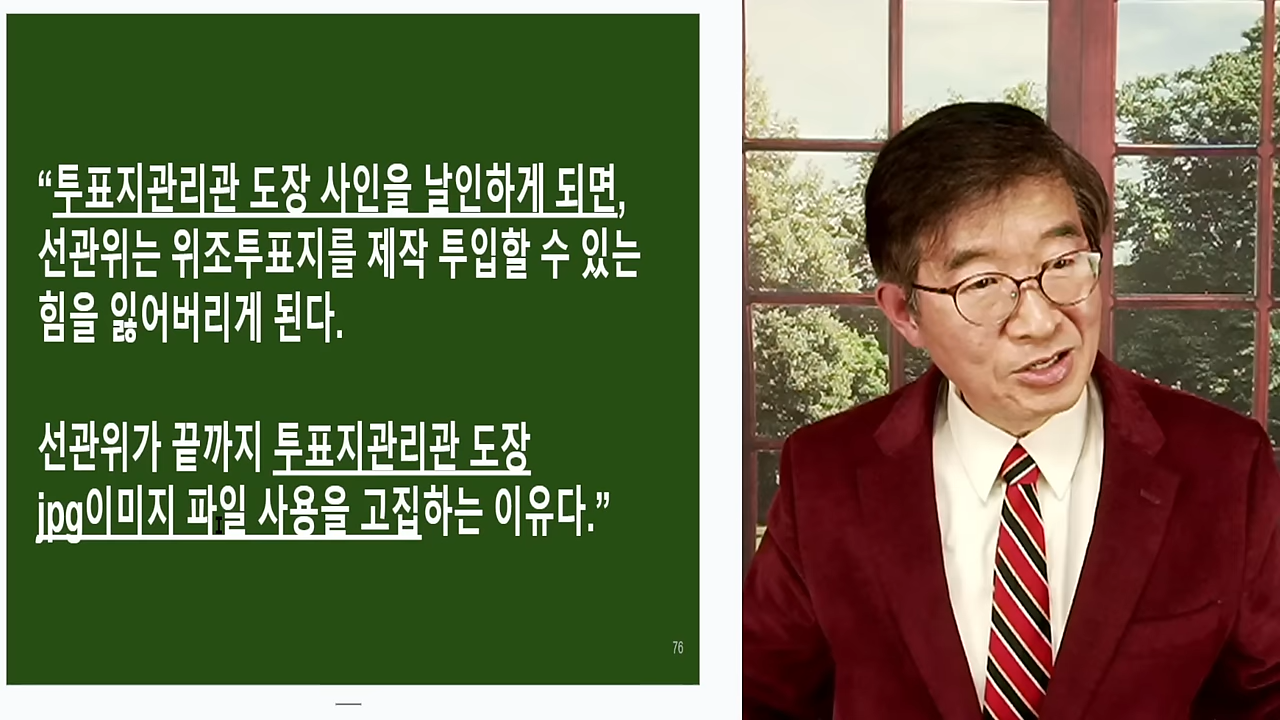 “투표지관리관 도장 사인을 날인하게 되면,
선관위는 위조투표지를 제작 투입할 수 있는
힘을 잃어버리게 된다.
선관위가 끝까지 투표지관리관 도장
jpg이미지 파일 사용을 고집하는 이유다.”
76